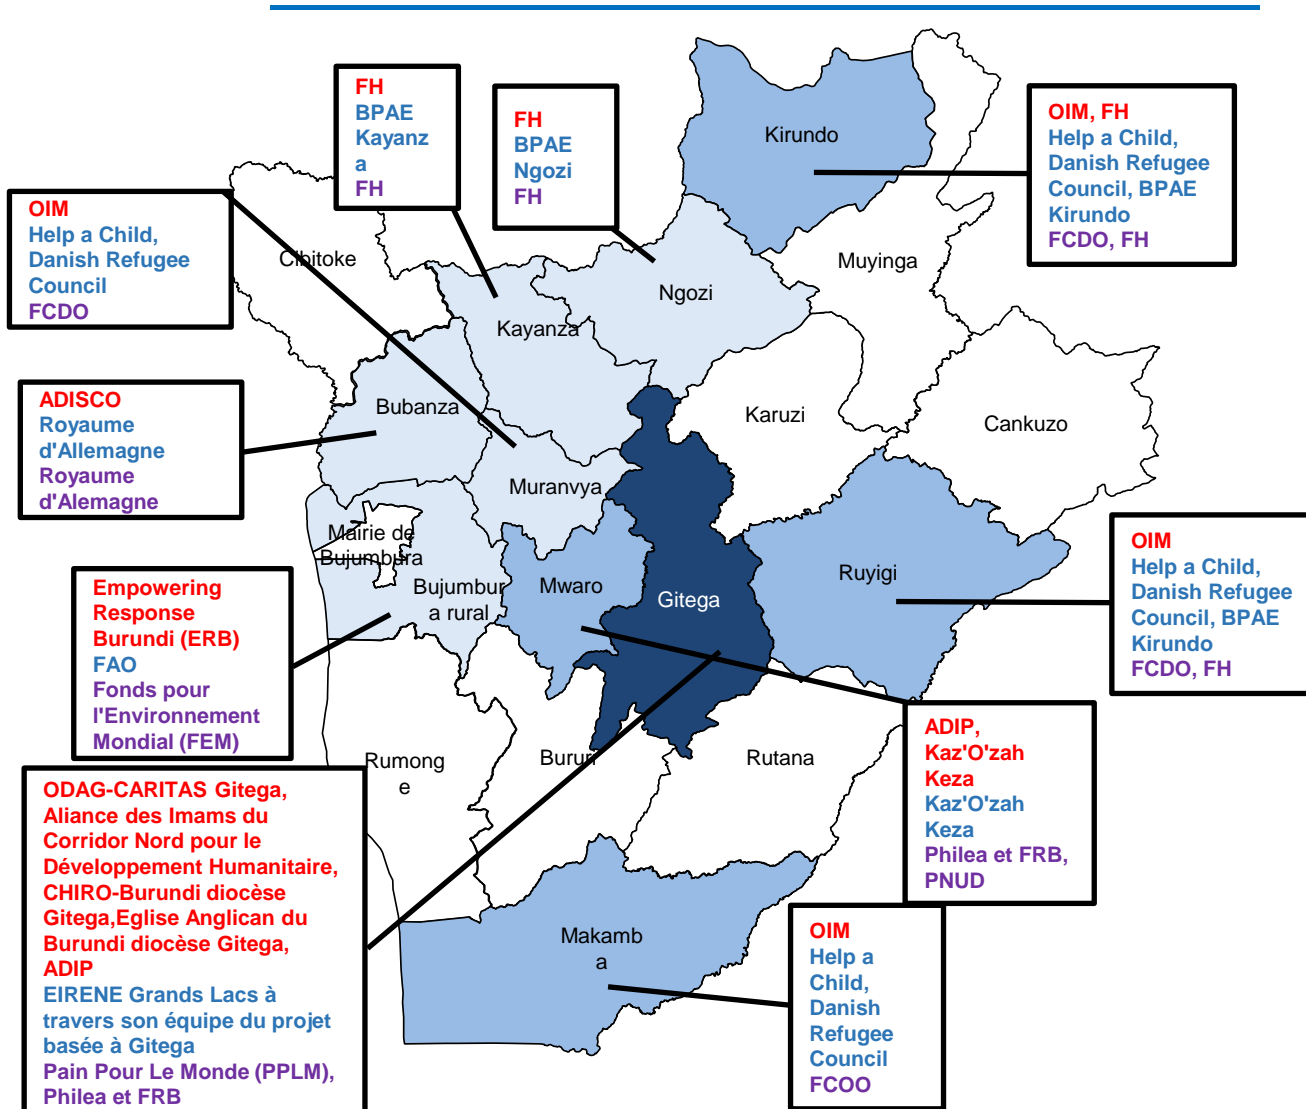 FH
BPAE
Kayanz
a
FH
FH
BPAE
Ngozi
FH
Kirundo
OIM, FH
Help a Child,
Danish Refugee
Council, BPAE
Kirundo
FCDO, FH
OIM
Help a Child,
Danish Refugee
Council
FCDO
Cibitoke
Muyinga
Ngozi
Kayanza
ADISCO
Royaume
d'Allemagne
Royaume
d'Alemagne
Bubanza
Karuzi
Cankuzo
Muranvya
Mairie de
Bujumbura
Bujumbur
a rural
Mwaro
Gitega
Ruyigi
OIM
Help a Child,
Danish Refugee
Council, BPAE
Kirundo
FCDO, FH
Empowering
Response
Burundi (ERB)
FAO
Fonds pour
l'Environnement
Mondial (FEM)
Rumong
e
Bururi
Rutana
ADIP,
Kaz'O'zah
Keza
Kaz'O'zah
Keza
Philea et FRB,
PNUD
ODAG-CARITAS Gitega,
Aliance des Imams du
Corridor Nord pour le
Développement Humanitaire,
CHIRO-Burundi diocèse
Gitega,Eglise Anglican du
Burundi diocèse Gitega,
ADIP
EIRENE Grands Lacs à
travers son équipe du projet
basée à Gitega
Pain Pour Le Monde (PPLM),
Philea et FRB
Makamb
a
OIM
Help a
Child,
Danish
Refugee
Council
FCOO